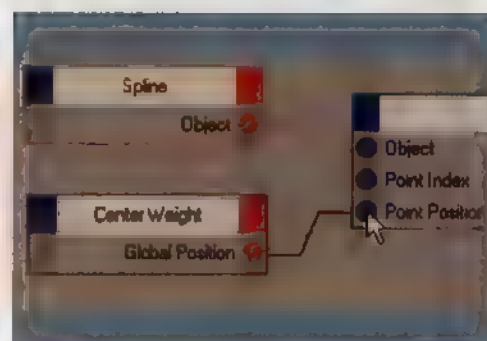 Spline
Object
Object
Point Index
Point Position
Center Weight
Global Position